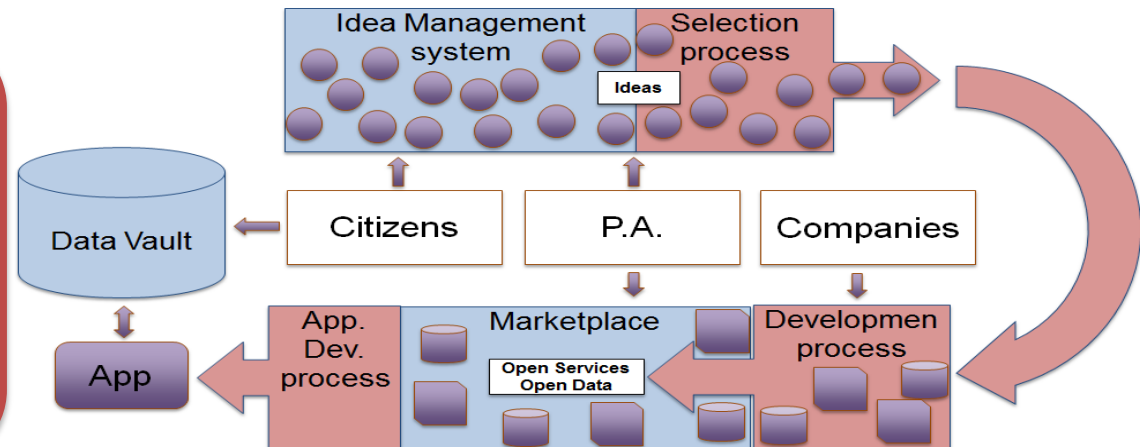 Idea Management
system
Selection
process
Ideas
Data Vault
Citizens
P.A.
Companies
App
App.
Dev.
process
Marketplace
Open Services
Open Data
Developmen
process